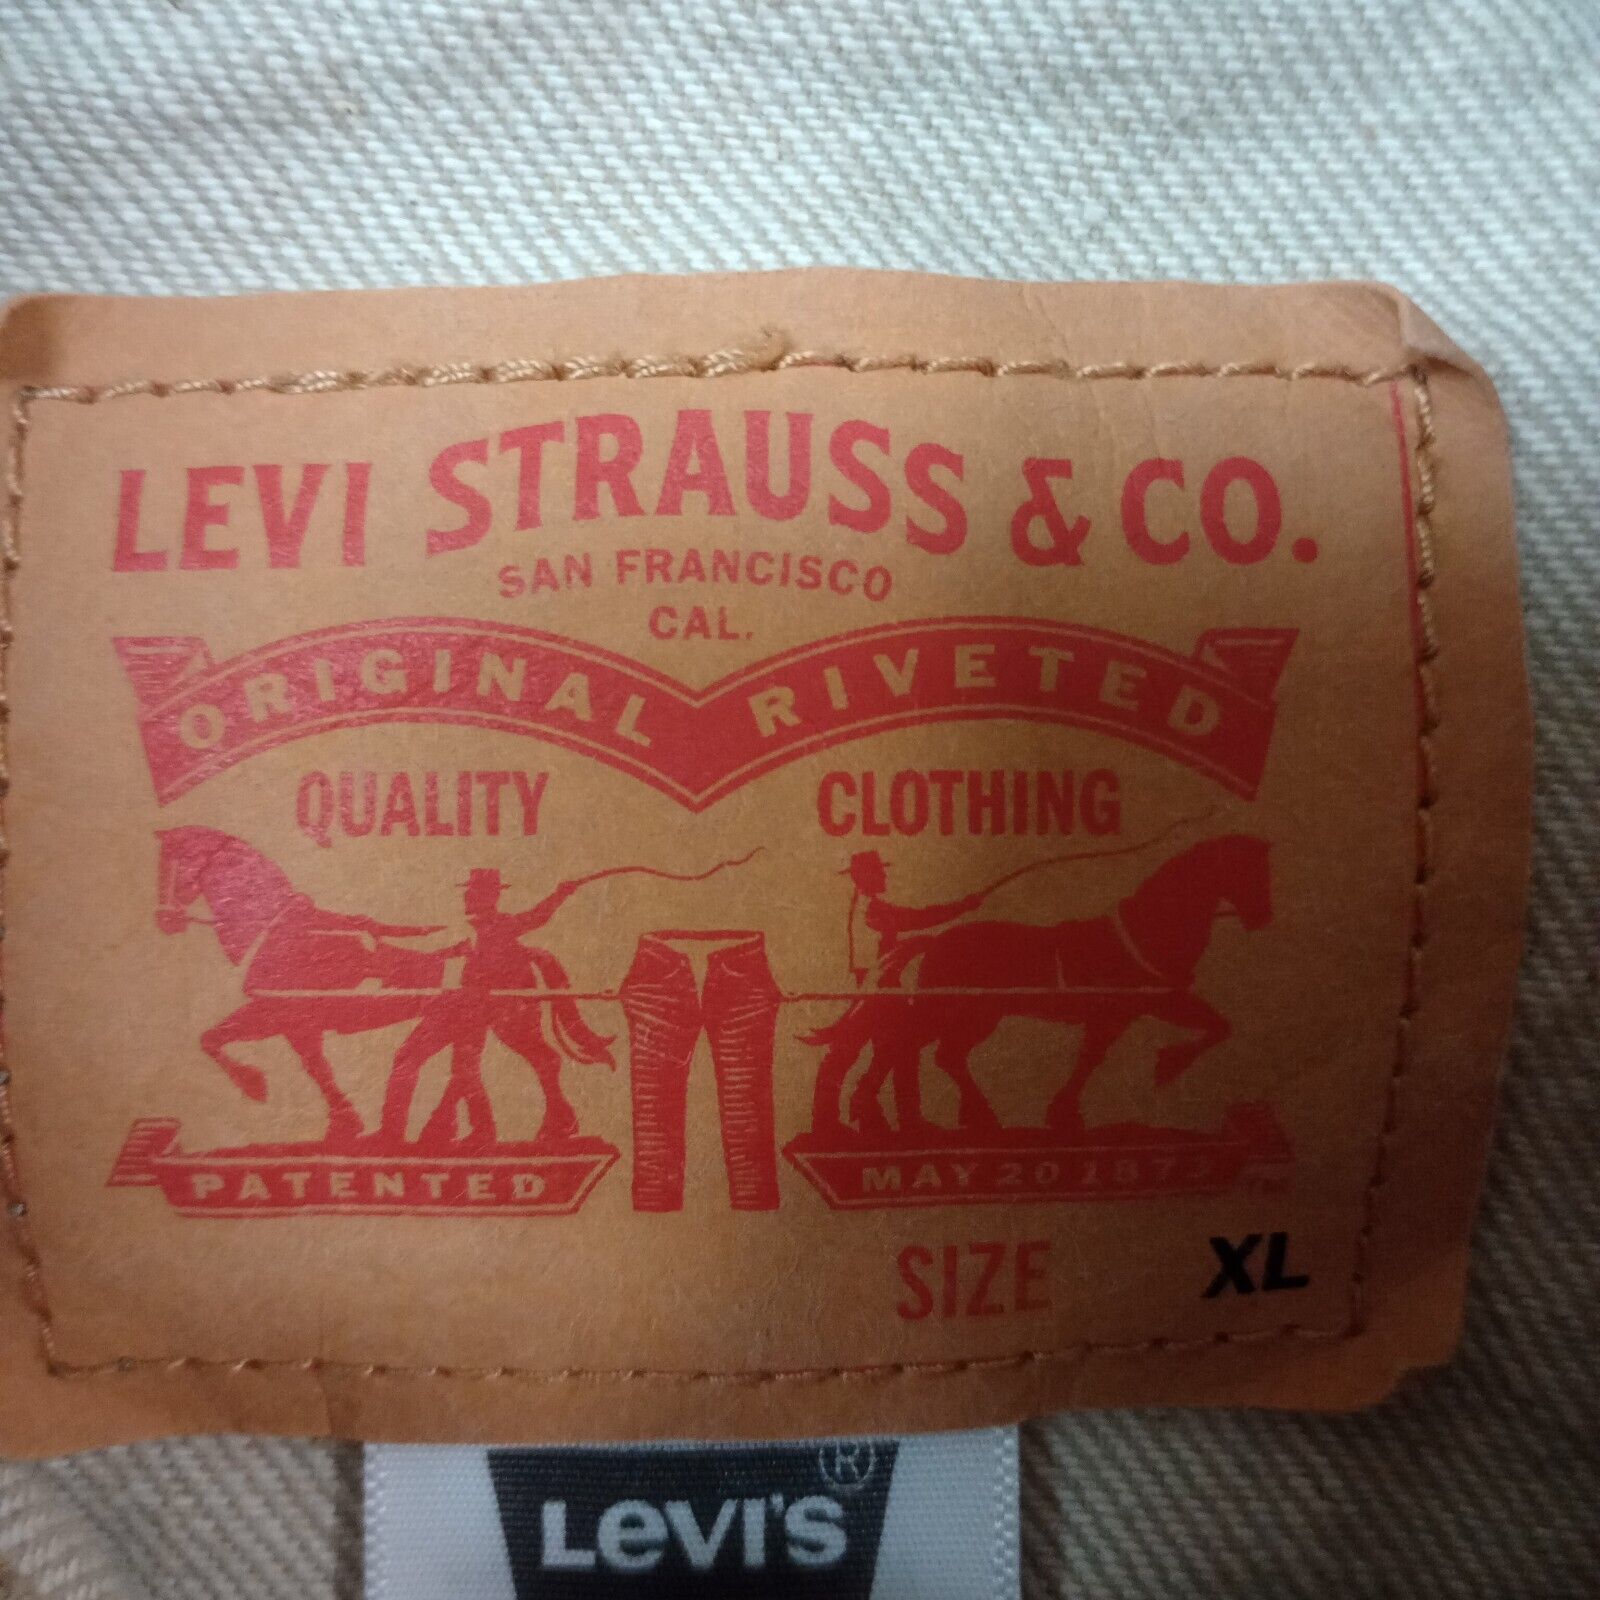 LEVI STRAUSS & CO.
SAN FRANCISCO
CAL.
ORIGINAL RIVETED
QUALITY CLOTHING
PATENTED MAY 20 1873
SIZE XL
LEVI'S ®